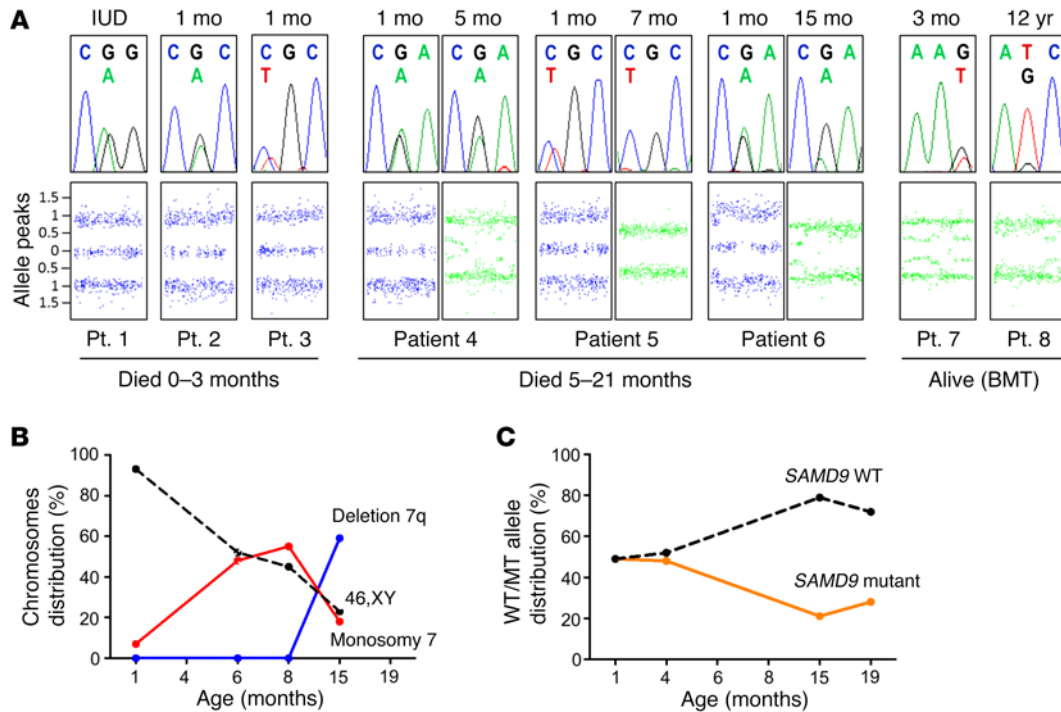 A
IUD 1 mo 1 mo 1 mo 5 mo 1 mo 7 mo 1 mo 15 mo 3 mo 12 yr
C G G C G C C G C C G A C G A C G C C G C C G A C G A A A G A T C
A A T A A T T A A T G
Allele peaks
1.5
1
0.5
0
0.5
1
1.5
Pt. 1 Pt. 2 Pt. 3 Patient 4 Patient 5 Patient 6 Pt. 7 Pt. 8
Died 0–3 months Died 5–21 months Alive (BMT)
B
Chromosomes
distribution (%)
100
80
60
40
20
0
Deletion 7q
46,XY
Monosomy 7
1 4 6 8 15 19
Age (months)
C
WT/MT allele
distribution (%)
100
80
60
40
20
0
SAMD9 WT
SAMD9 mutant
1 4 6 8 15 19
Age (months)